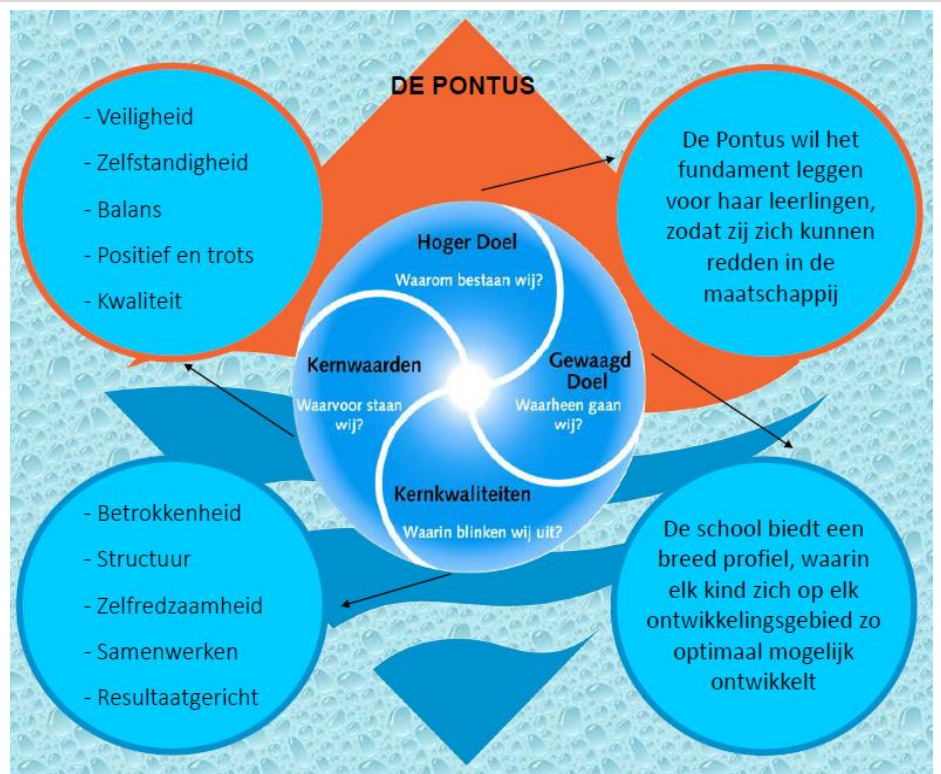 DE PONTUS
- Veiligheid
- Zelfstandigheid
- Balans
- Positief en trots
- Kwaliteit
De Pontus wil het
fundament leggen
voor haar leerlingen,
zodat zij zich kunnen
redden in de
maatschappij
Hoger Doel
Waarom bestaan wij?
Kernwaarden
Waarvoor staan
wij?
Gewaagd
Doel
Waarheen gaan
wij?
Kernkwaliteiten
Waarin blinken wij uit?
- Betrokkenheid
- Structuur
- Zelfredzaamheid
- Samenwerken
- Resultaatgericht
De school biedt een
breed profiel, waarin
elk kind zich op elk
ontwikkelingsgebied zo
optimaal mogelijk
ontwikkelt